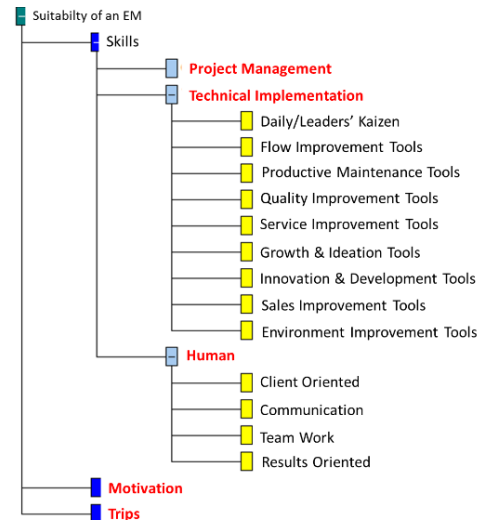 Suitabilty of an EM
Skills
Project Management
Technical Implementation
Daily/Leaders’ Kaizen
Flow Improvement Tools
Productive Maintenance Tools
Quality Improvement Tools
Service Improvement Tools
Growth & Ideation Tools
Innovation & Development Tools
Sales Improvement Tools
Environment Improvement Tools
Human
Client Oriented
Communication
Team Work
Results Oriented
Motivation
Trips